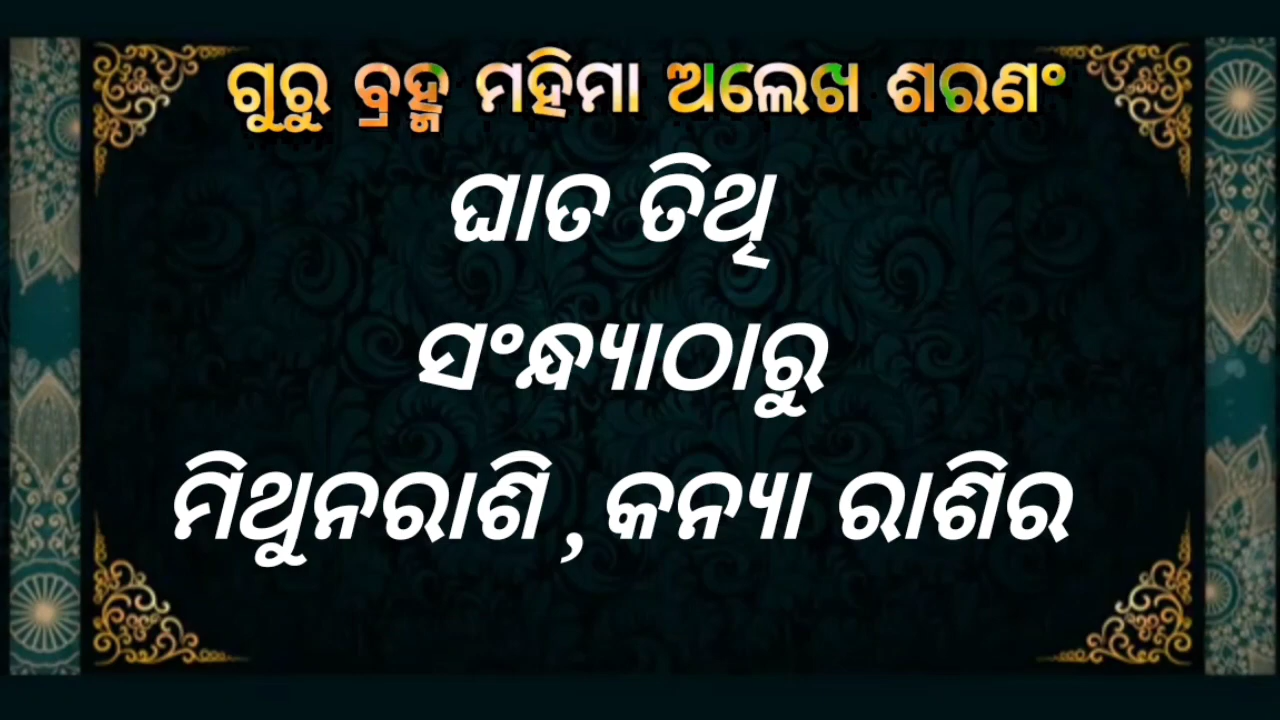 ଗୁରୁ ବ୍ରହ୍ମ ମହିମା ଅଲେଖ ଶରଣଂ
ଘାତ ତିଥି
ସଂନ୍ଧ୍ୟାଠାରୁ
ମିଥୁନରାଶି , କନ୍ୟା ରାଶିର